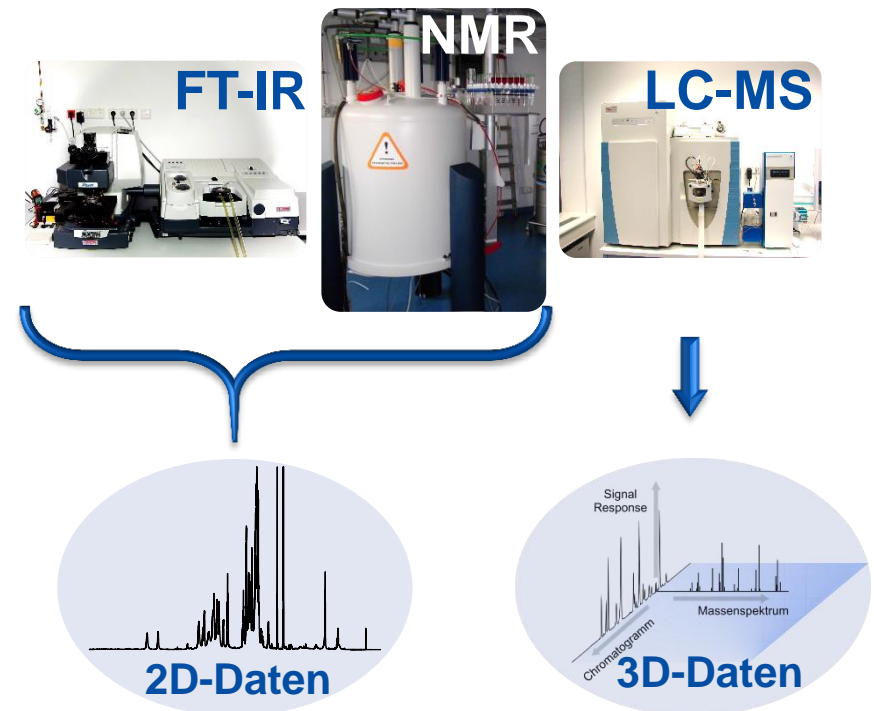 FT-IR
NMR
LC-MS
Signal
Response
Massenspektrum
Chromatogramm
2D-Daten
3D-Daten